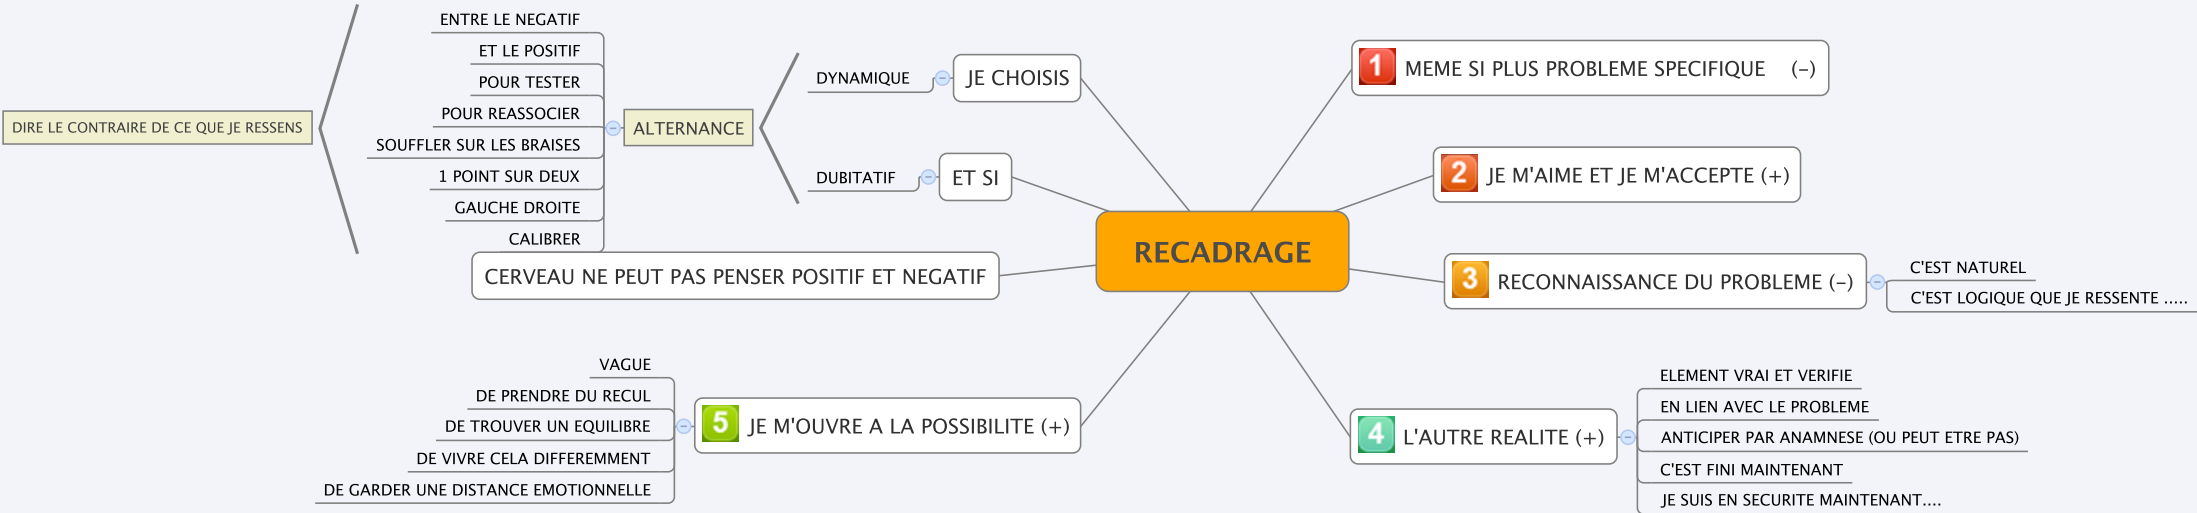 RECADRAGE
1 MEME SI PLUS PROBLEME SPECIFIQUE (-)
2 JE M'AIME ET JE M'ACCEPTE (+)
3 RECONNAISSANCE DU PROBLEME (-)
C'EST NATUREL
C'EST LOGIQUE QUE JE RESSENTE .....
4 L'AUTRE REALITE (+)
ELEMENT VRAI ET VERIFIE
EN LIEN AVEC LE PROBLEME
ANTICIPER PAR ANAMNESE (OU PEUT ETRE PAS)
C'EST FINI MAINTENANT
JE SUIS EN SECURITE MAINTENANT....
5 JE M'OUVRE A LA POSSIBILITE (+)
VAGUE
DE PRENDRE DU RECUL
DE TROUVER UN EQUILIBRE
DE VIVRE CELA DIFFEREMMENT
DE GARDER UNE DISTANCE EMOTIONNELLE
CERVEAU NE PEUT PAS PENSER POSITIF ET NEGATIF
ET SI
DUBITATIF
JE CHOISIS
DYNAMIQUE
ALTERNANCE
ENTRE LE NEGATIF
ET LE POSITIF
POUR TESTER
POUR REASSOCIER
SOUFFLER SUR LES BRAISES
1 POINT SUR DEUX
GAUCHE DROITE
CALIBRER
DIRE LE CONTRAIRE DE CE QUE JE RESSENS